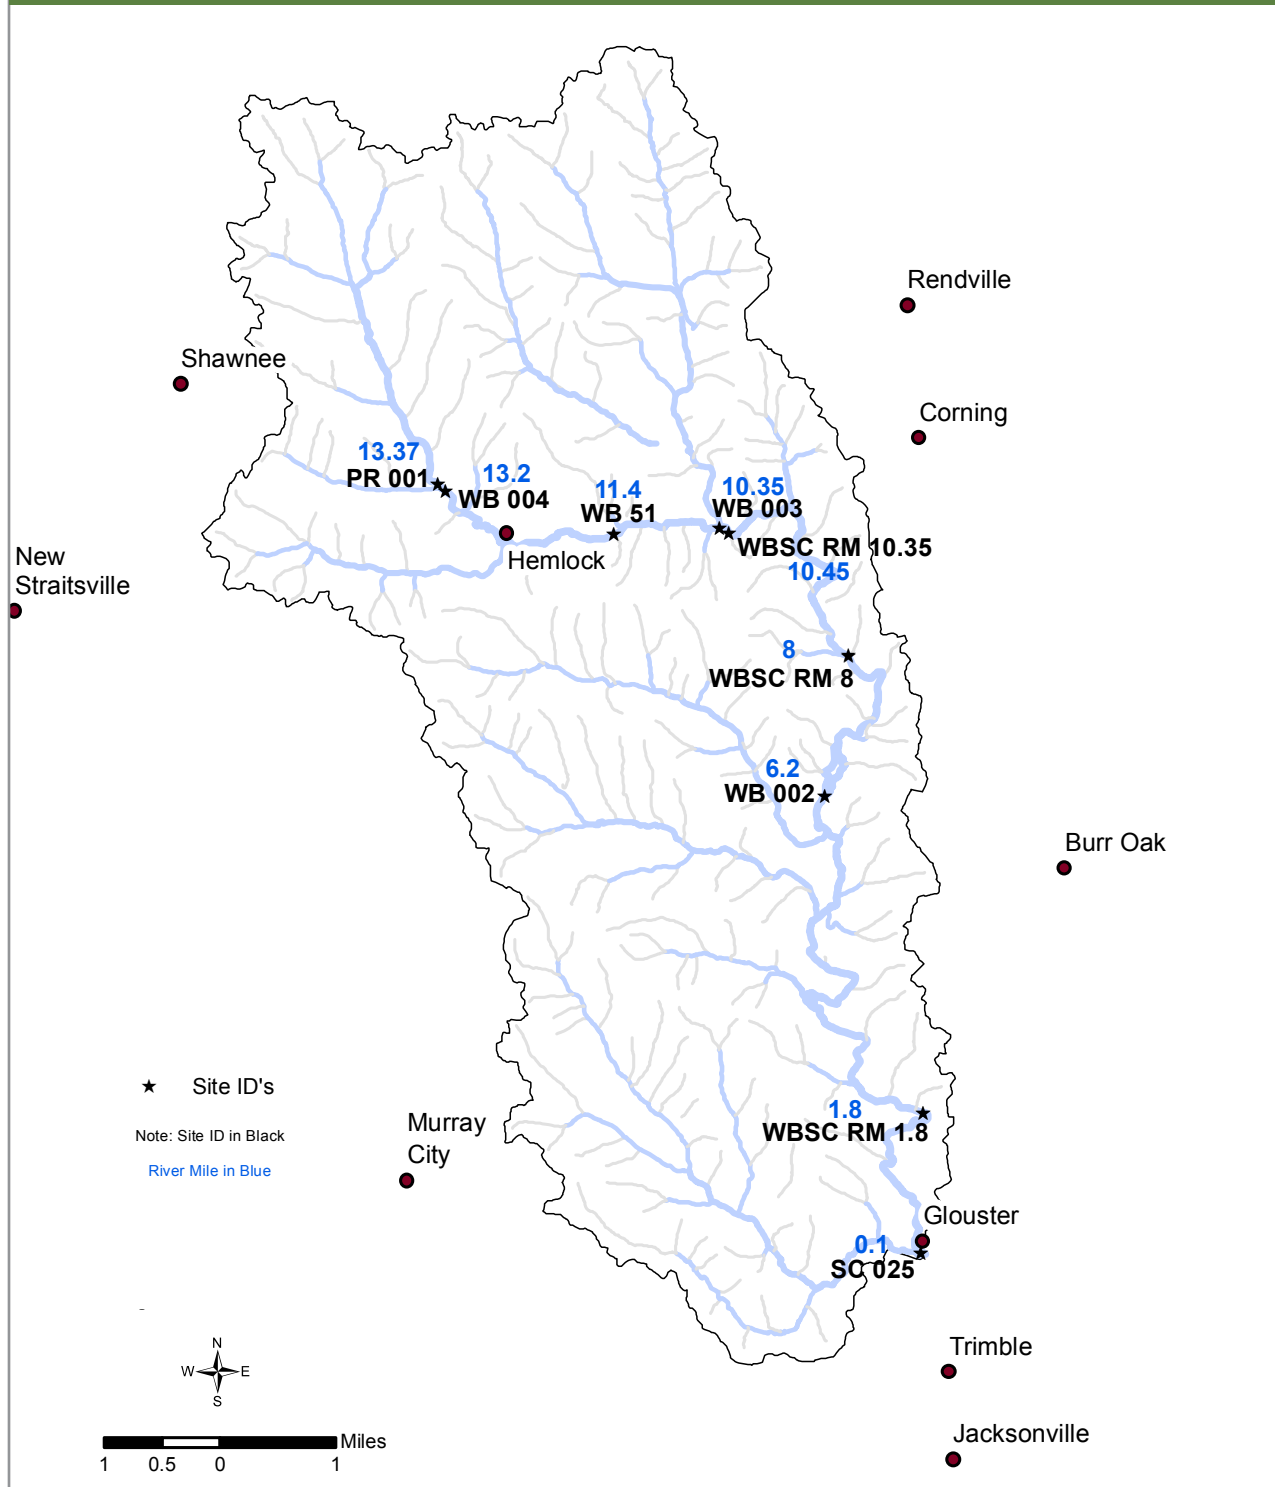 Rendville
Shawnee
Corning
13.37
PR 001
13.2
WB 004
11.4
WB 51
10.35
WB 003
WBSC RM 10.35
10.45
Hemlock
New
Straitsville
8
WBSC RM 8
6.2
WB 002
Burr Oak
Site ID's
Note: Site ID in Black
River Mile in Blue
Murray
City
1.8
WBSC RM 1.8
Glouster
0.1
SC 025
N
W E
S
Trimble
Miles
1 0.5 0 1
Jacksonville